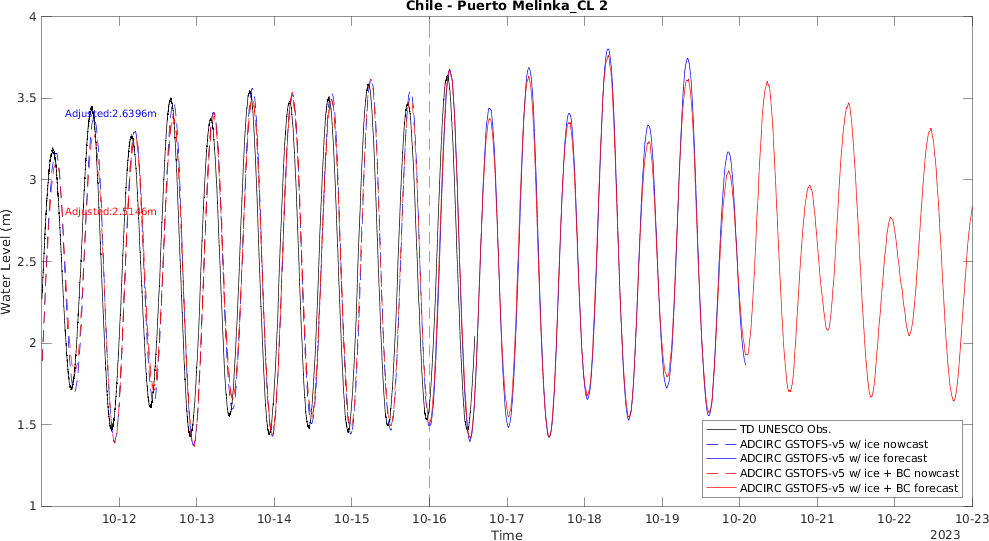 Chile - Puerto Melinka_CL 2
Water Level (m)
4
3.5
3
2.5
2
1.5
1
Adjusted:2.6396m
Adjusted:2.5146m
TD UNESCO Obs.
ADCIRC GSTOFS-v5 w/ ice nowcast
ADCIRC GSTOFS-v5 w/ ice forecast
ADCIRC GSTOFS-v5 w/ ice + BC nowcast
ADCIRC GSTOFS-v5 w/ ice + BC forecast
10-12 10-13 10-14 10-15 10-16 10-17 10-18 10-19 10-20 10-21 10-22 10-23
Time
2023